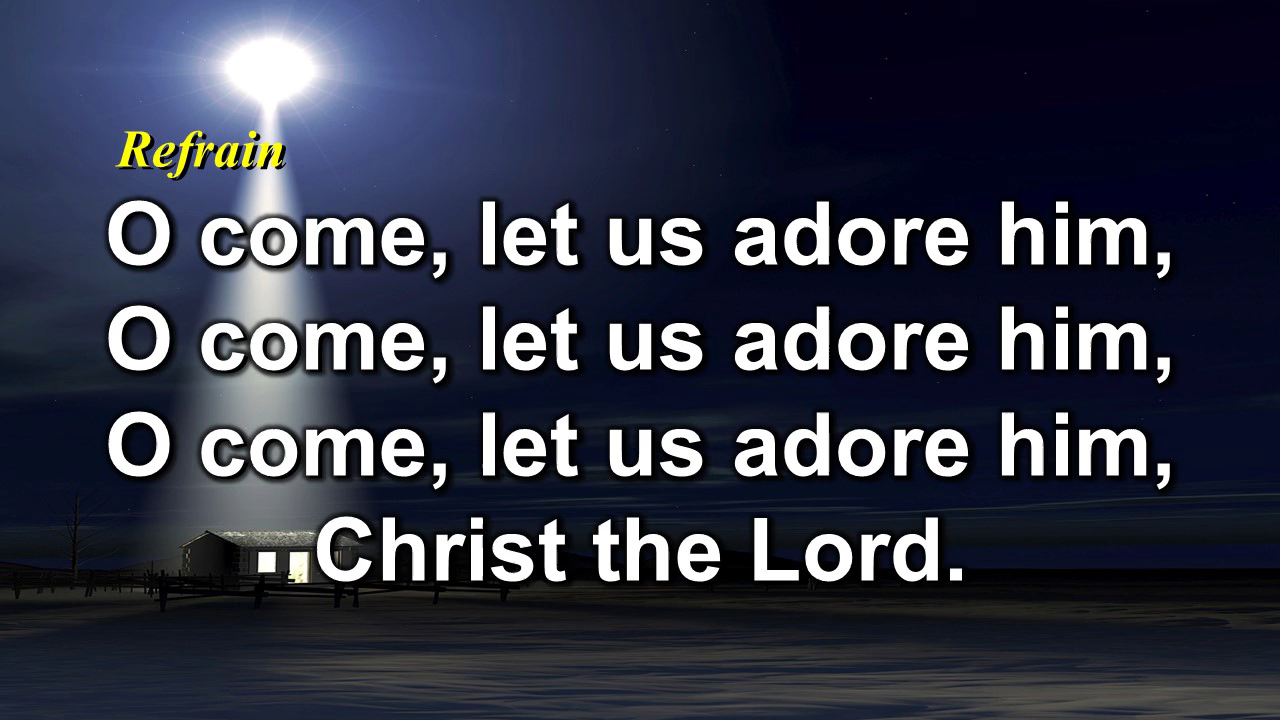 Refrain
O come, let us adore him,
O come, let us adore him,
O come, let us adore him,
Christ the Lord.